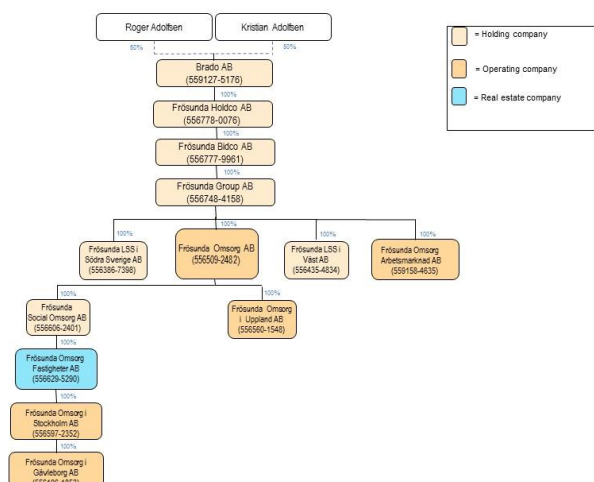 Roger Adolfsen
Kristian Adolfsen
50%
50%
= Holding company
= Operating company
= Real estate company
Brado AB
(559127-5176)
100%
Frösunda Holdco AB
(556778-0076)
100%
Frösunda Bidco AB
(556777-9961)
100%
Frösunda Group AB
(556748-4158)
100%
100%
100%
100%
Frösunda LSS i
Södra Sverige AB
(556386-7398)
Frösunda Omsorg AB
(556509-2482)
Frösunda LSS i
Väst AB
(556435-4834)
Frösunda Omsorg
Arbetsmarknad AB
(559158-4635)
100%
100%
Frösunda
Social Omsorg AB
(556606-2401)
Frösunda Omsorg
i Uppland AB
(556560-1548)
100%
Frösunda Omsorg
Fastigheter AB
(556629-5290)
100%
Frösunda Omsorg i
Stockholm AB
(556597-2352)
100%
Frösunda Omsorg i
Gävleborg AB